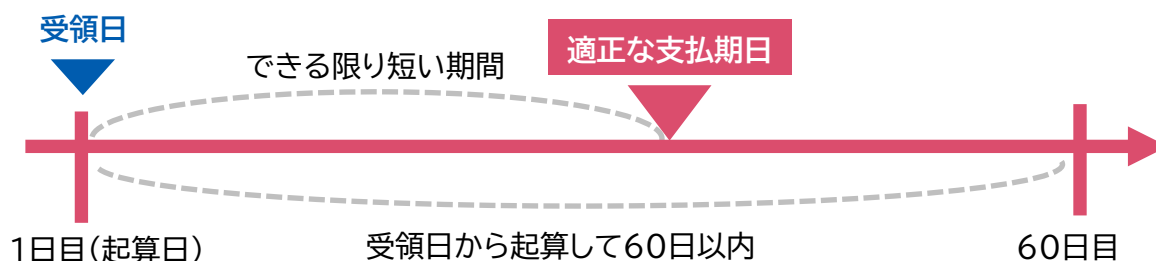 受領日
できる限り短い期間
適正な支払期日
1日目(起算日)
受領日から起算して60日以内
60日目